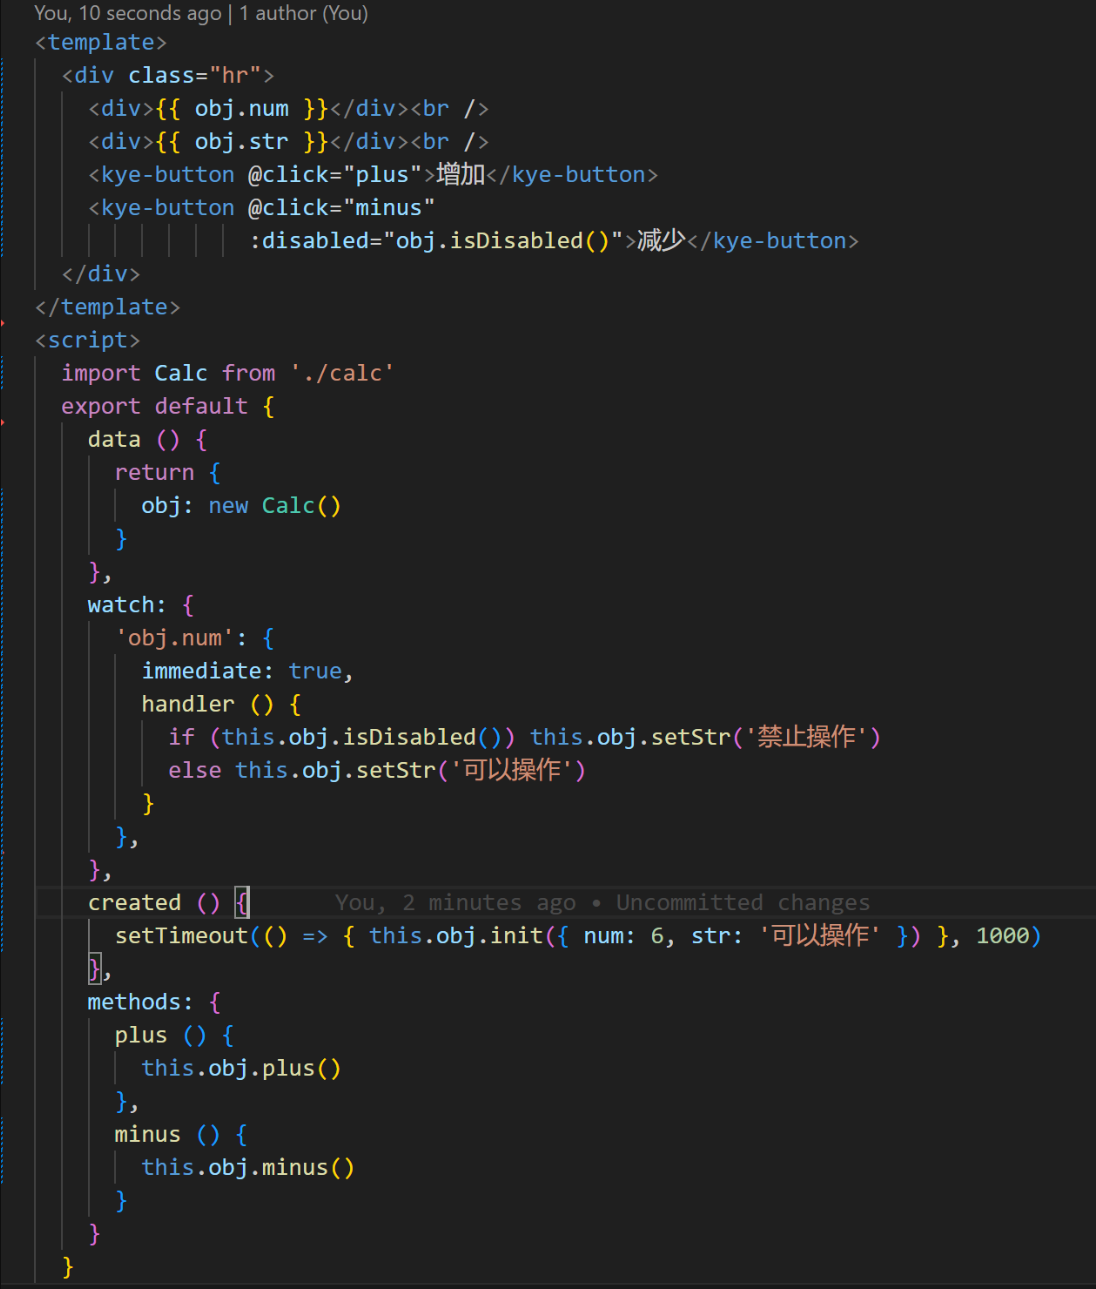 You, 10 seconds ago | 1 author (You)
<template>
  <div class="hr">
    <div>{{ obj.num }}</div><br />
    <div>{{ obj.str }}</div><br />
    <kye-button @click="plus">增加</kye-button>
    <kye-button @click="minus"
                :disabled="obj.isDisabled()">减少</kye-button>
  </div>
</template>
<script>
  import Calc from './calc'
  export default {
    data () {
      return {
        obj: new Calc()
      }
    },
    watch: {
      'obj.num': {
        immediate: true,
        handler () {
          if (this.obj.isDisabled()) this.obj.setStr('禁止操作')
          else this.obj.setStr('可以操作')
        }
      },
    },
    created () {      You, 2 minutes ago • Uncommitted changes
      setTimeout(() => { this.obj.init({ num: 6, str: '可以操作' }) }, 1000)
    },
    methods: {
      plus () {
        this.obj.plus()
      },
      minus () {
        this.obj.minus()
      }
    }
  }